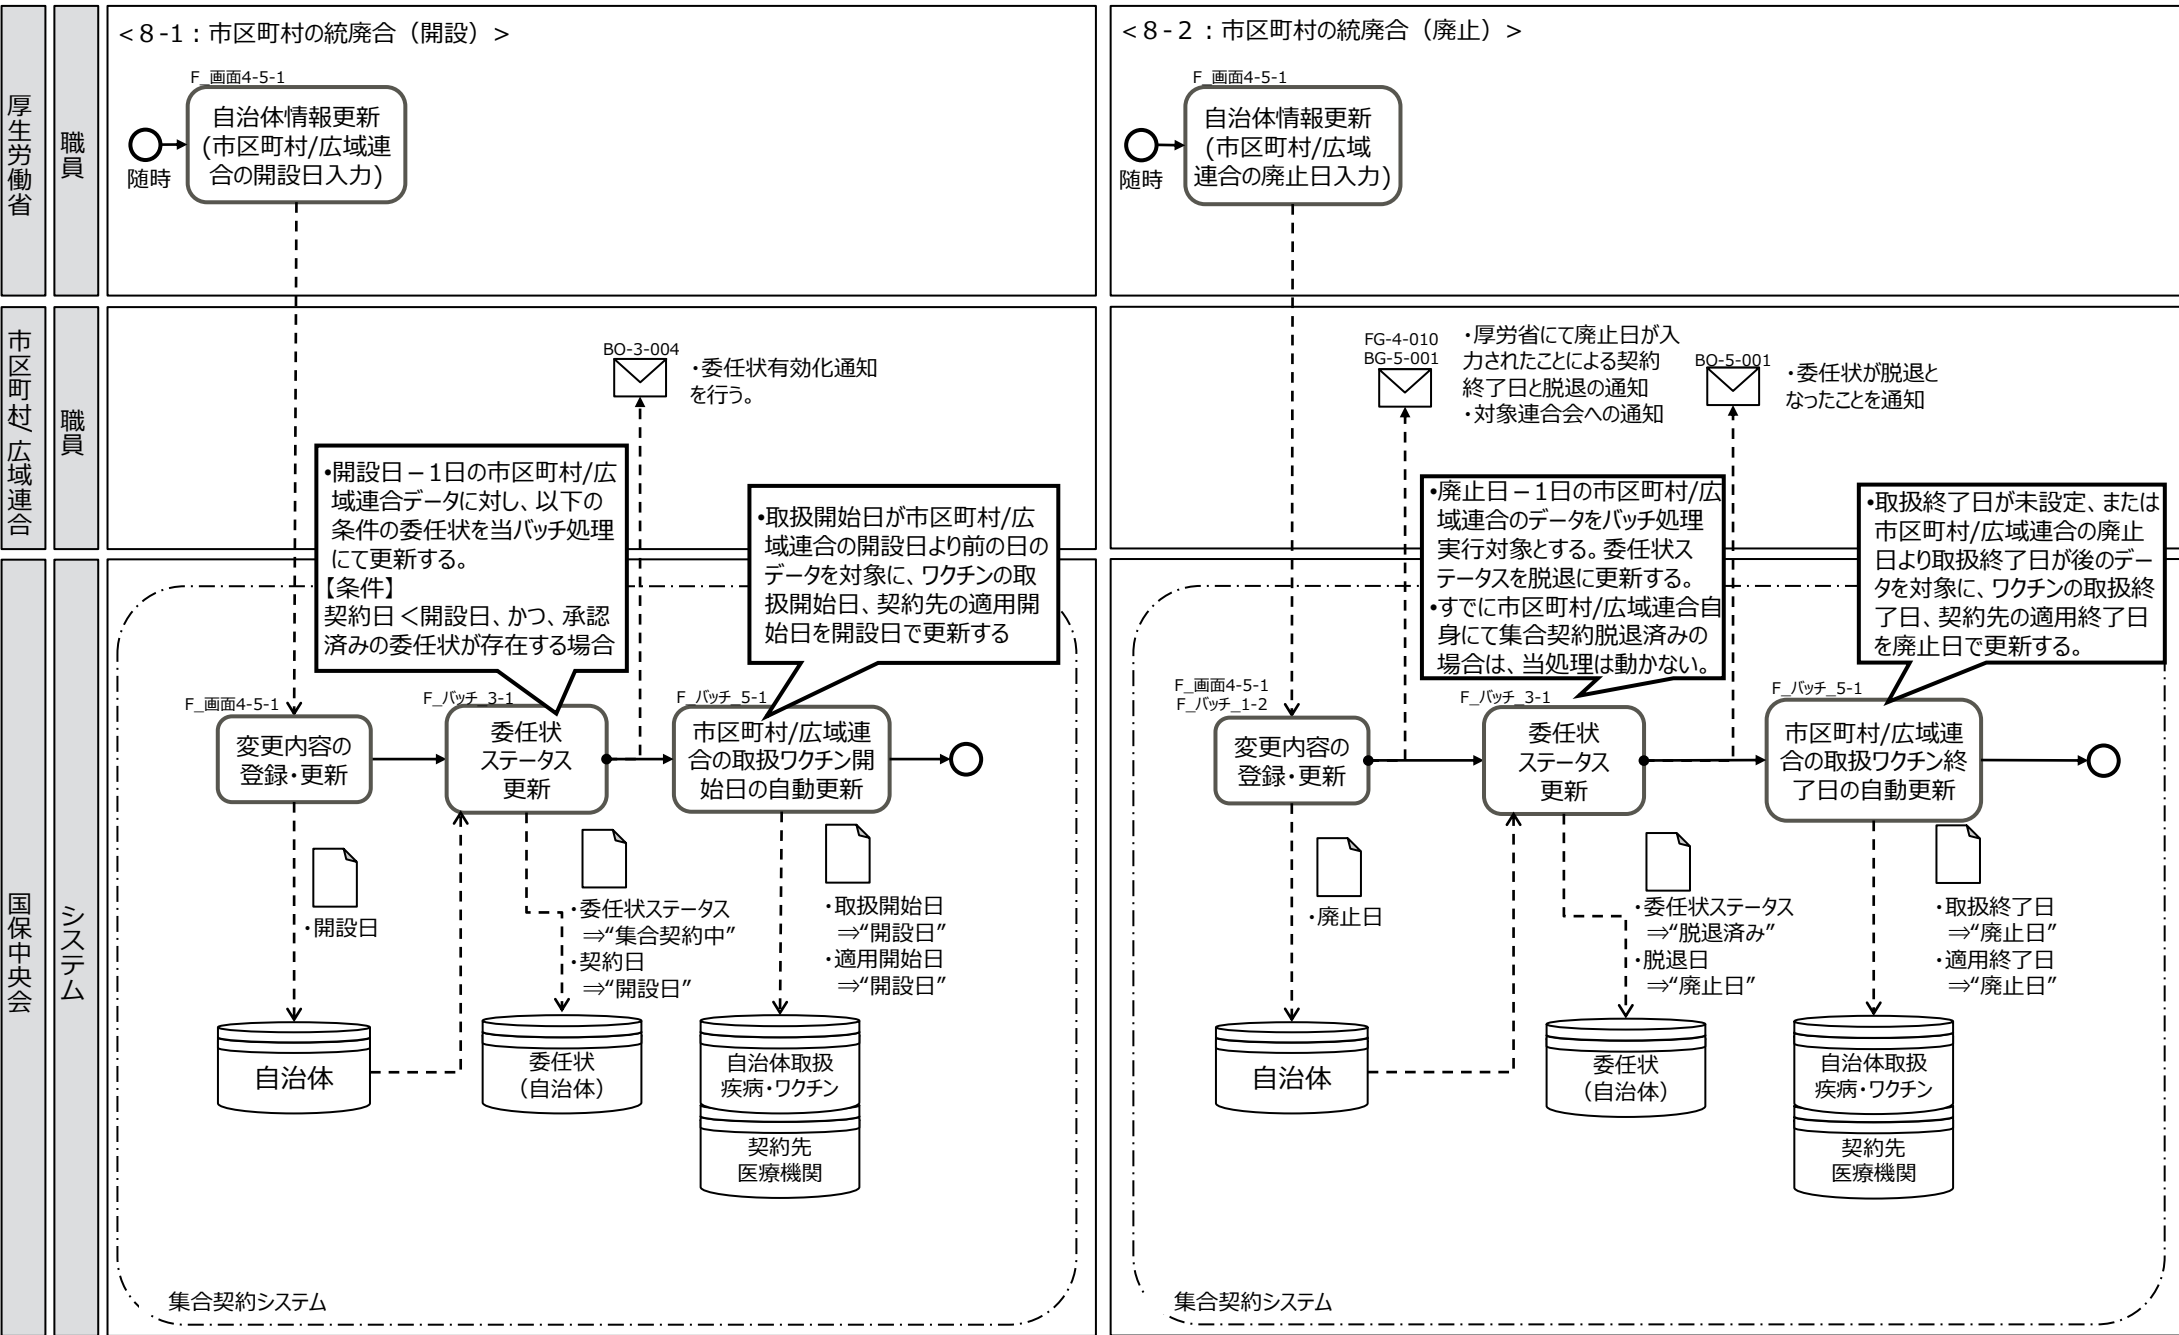 厚生労働省
職員
市区町村/広域連合
職員
国保中央会
システム
<8-1：市区町村の統廃合（開設）>
F_画面4-5-1
自治体情報更新
(市区町村/広域連
合の開設日入力)
随時
BO-3-004
・委任状有効化通知
を行う。
•開設日－1日の市区町村/広
域連合データに対し、以下の
条件の委任状を当バッチ処理
にて更新する。
【条件】
契約日＜開設日、かつ、承認
済みの委任状が存在する場合
•取扱開始日が市区町村/広
域連合の開設日より前の日の
データを対象に、ワクチンの取
扱開始日、契約先の適用開
始日を開設日で更新する
F_画面4-5-1
変更内容の
登録・更新
F_バッチ_3-1
委任状
ステータス
更新
F_バッチ_5-1
市区町村/広域連
合の取扱ワクチン開
始日の自動更新
・開設日
・委任状ステータス
⇒“集合契約中”
・契約日
⇒“開設日”
・取扱開始日
⇒“開設日”
・適用開始日
⇒“開設日”
自治体
委任状
（自治体）
自治体取扱
疾病・ワクチン
契約先
医療機関
集合契約システム
<8-2：市区町村の統廃合（廃止）>
F_画面4-5-1
自治体情報更新
(市区町村/広域
連合の廃止日入力)
随時
FG-4-010
BG-5-001
・厚労省にて廃止日が入
力されたことによる契約
終了日と脱退の通知
・対象連合会への通知
BO-5-001
・委任状が脱退と
なったことを通知
•廃止日－1日の市区町村/広
域連合のデータをバッチ処理
実行対象とする。委任状ス
テータスを脱退に更新する。
•すでに市区町村/広域連合自
身にて集合契約脱退済みの
場合は、当処理は動かない。
•取扱終了日が未設定、または
市区町村/広域連合の廃止
日より取扱終了日が後のデー
タを対象に、ワクチンの取扱終
了日、契約先の適用終了日
を廃止日で更新する。
F_画面4-5-1
F_バッチ_1-2
変更内容の
登録・更新
F_バッチ_3-1
委任状
ステータス
更新
F_バッチ_5-1
市区町村/広域連
合の取扱ワクチン終
了日の自動更新
・廃止日
・委任状ステータス
⇒“脱退済み”
・脱退日
⇒“廃止日”
・取扱終了日
⇒“廃止日”
・適用終了日
⇒“廃止日”
自治体
委任状
（自治体）
自治体取扱
疾病・ワクチン
契約先
医療機関
集合契約システム